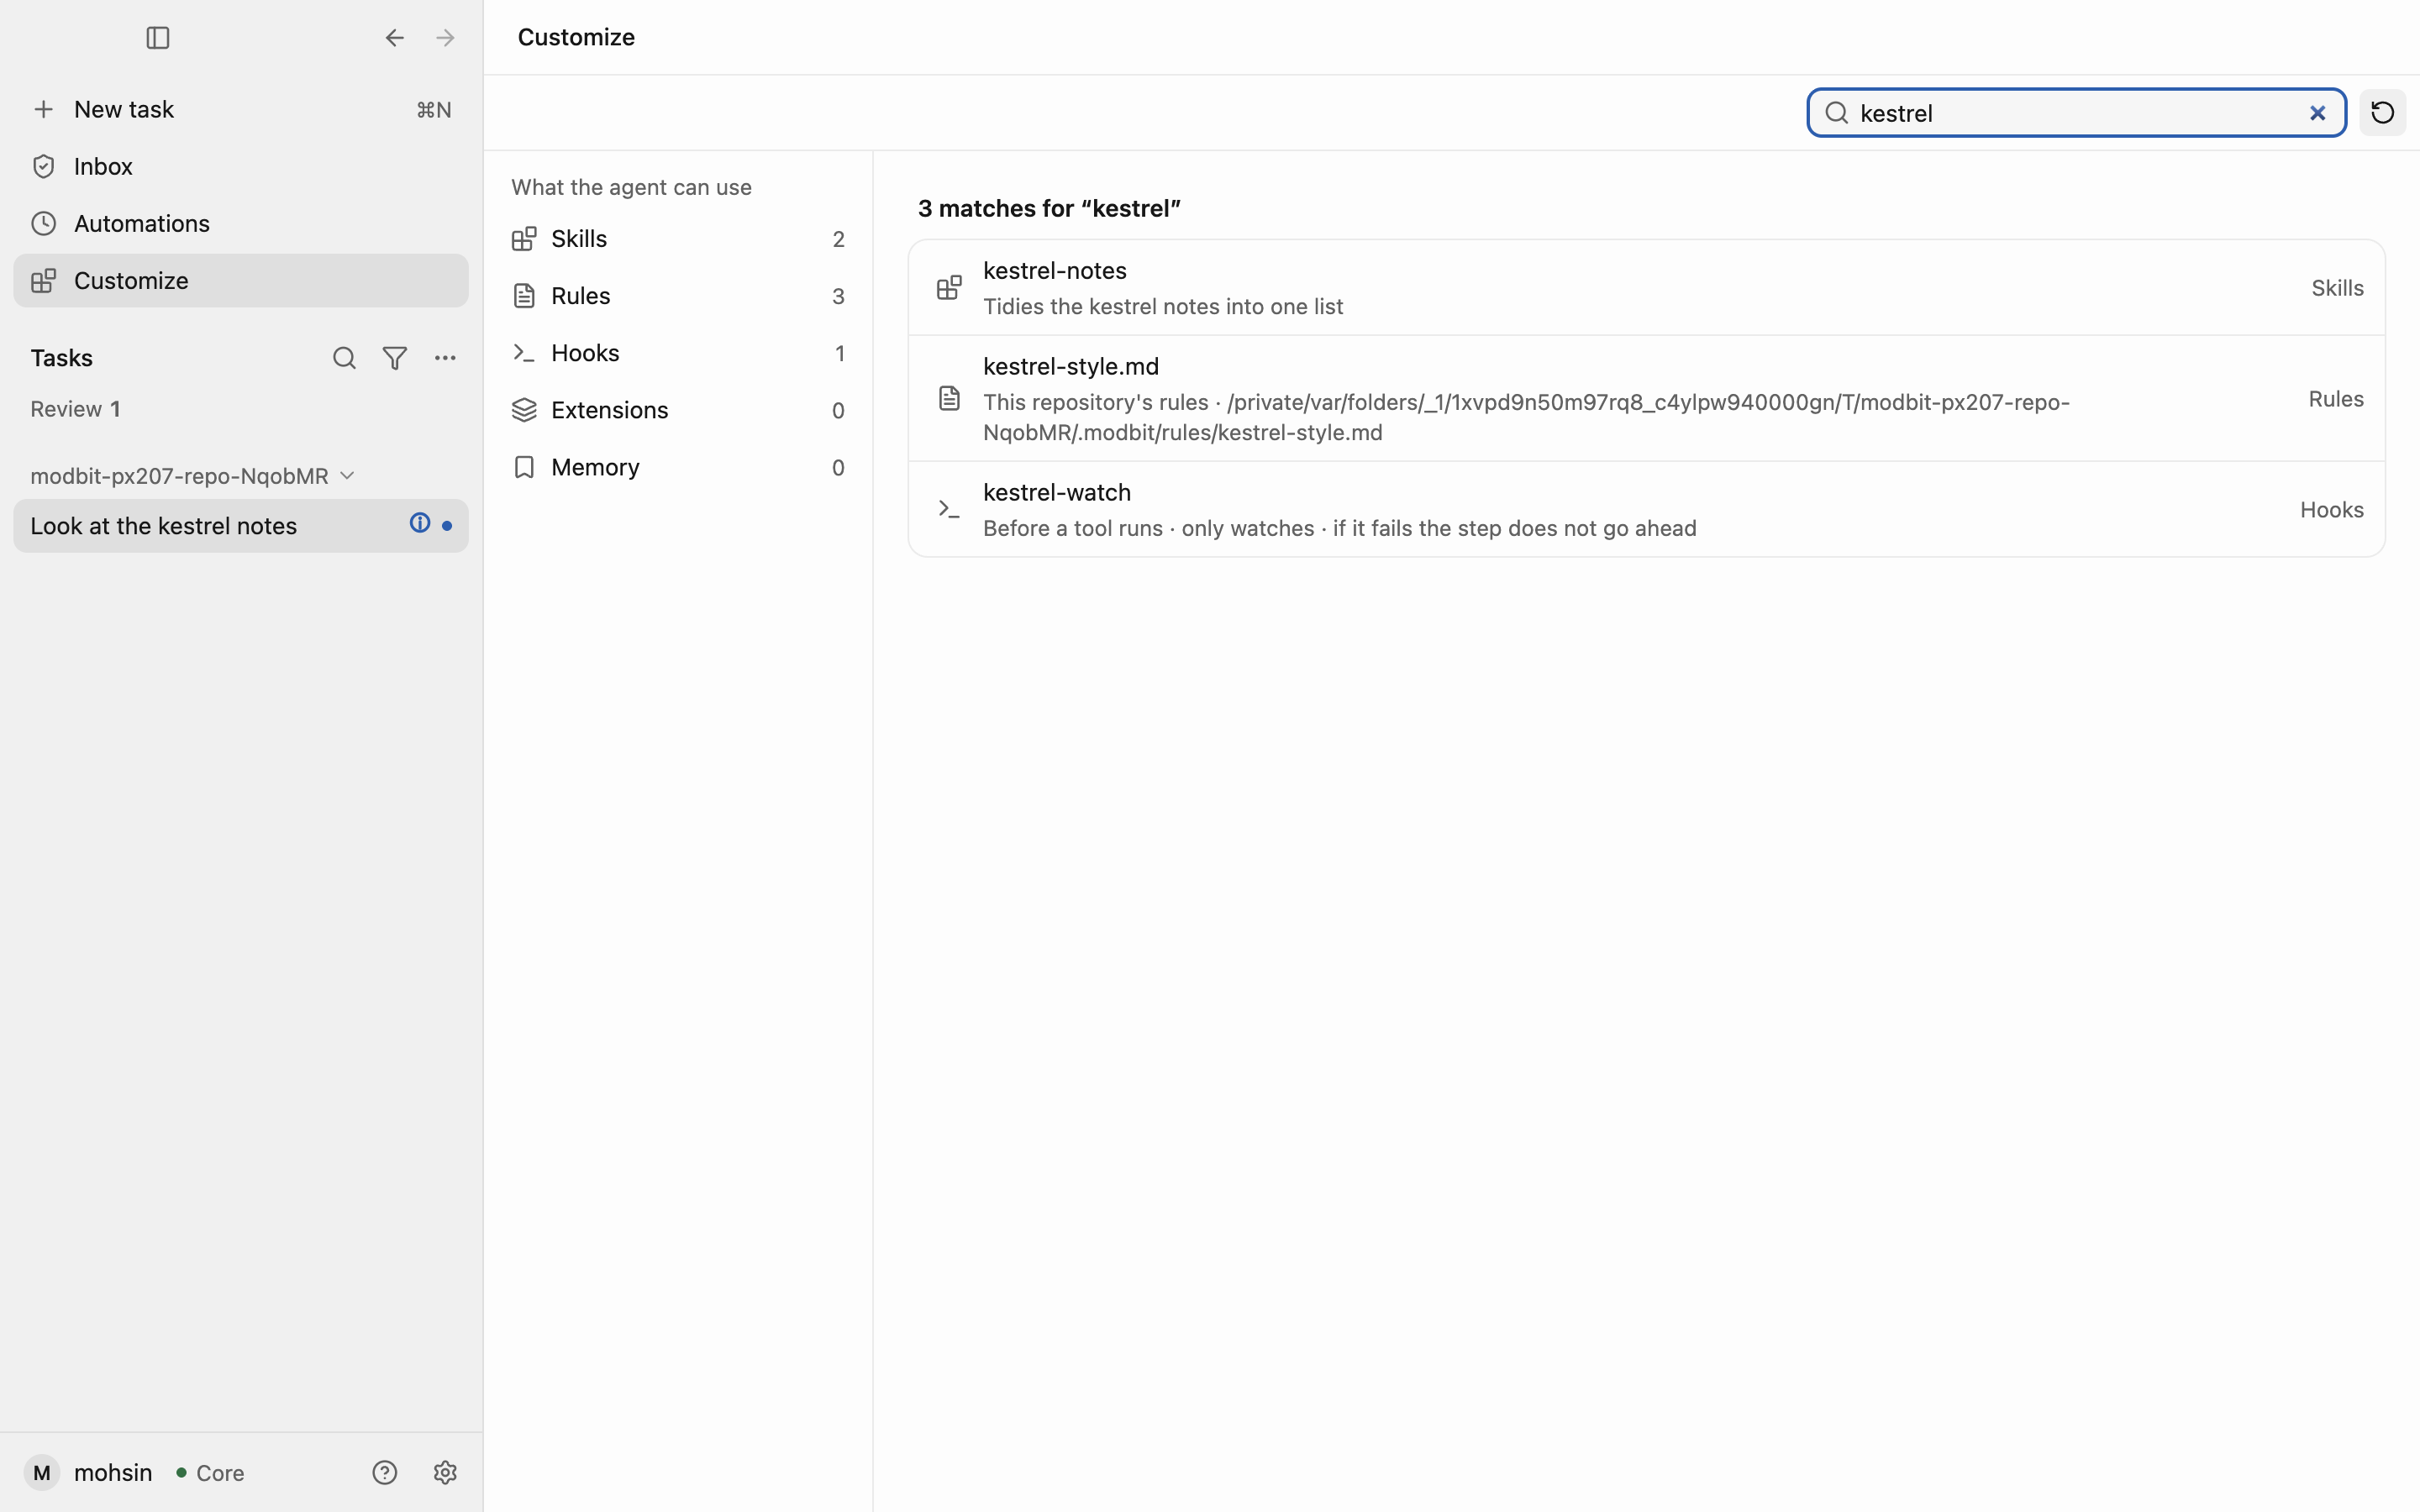 Customize
New task ⌘N
Inbox
Automations
Customize
Tasks
Review 1
modbit-px207-repo-NqobMR
Look at the kestrel notes
M mohsin Core
kestrel
What the agent can use
Skills 2
Rules 3
Hooks 1
Extensions 0
Memory 0
3 matches for “kestrel”
kestrel-notes
Tidies the kestrel notes into one list
Skills
kestrel-style.md
This repository's rules · /private/var/folders/_1/1xvpd9n50m97rq8_c4ylpw940000gn/T/modbit-px207-repo-
NqobMR/.modbit/rules/kestrel-style.md
Rules
kestrel-watch
Before a tool runs · only watches · if it fails the step does not go ahead
Hooks